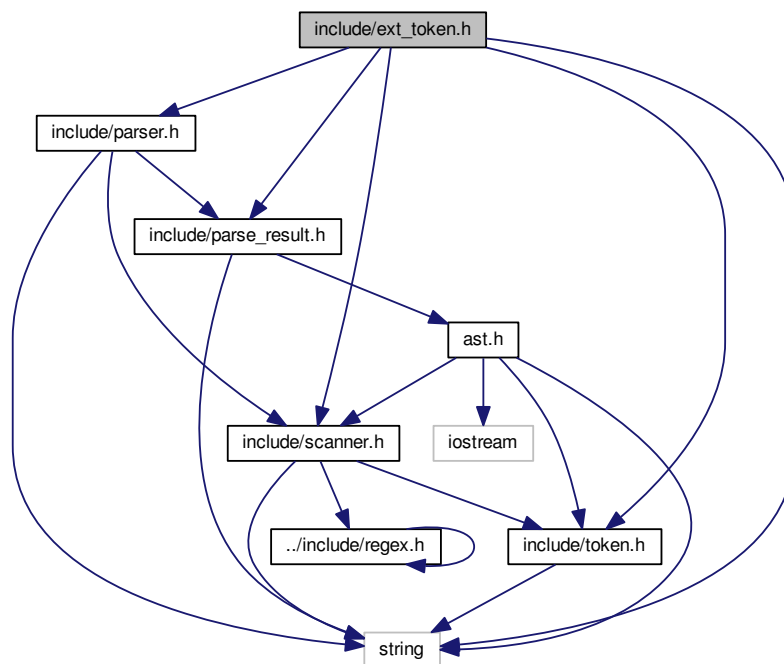 include/ext_token.h
include/parser.h
include/parse_result.h
ast.h
include/scanner.h
iostream
../include/regex.h
include/token.h
string